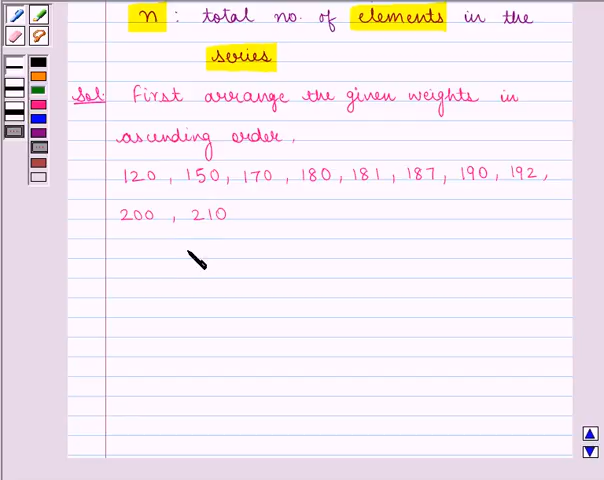 n : total no. of elements in the
series
Sol: First arrange the given weights in
ascending order,
120 , 150, 170 , 180 , 181 , 187 , 190 , 192 ,
200 , 210